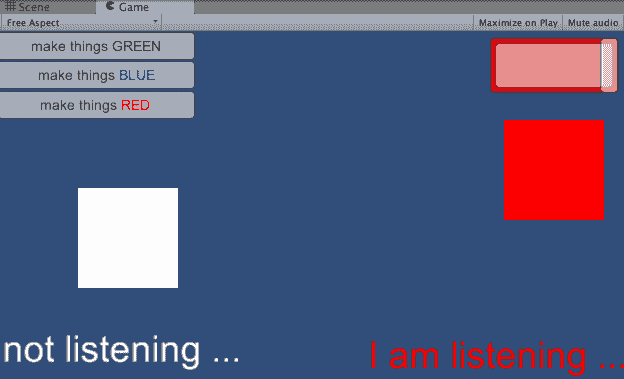 Scene Game
Free Aspect Maximize on Play Mute audio
make things GREEN
make things BLUE
make things RED
not listening ...
I am listening ...